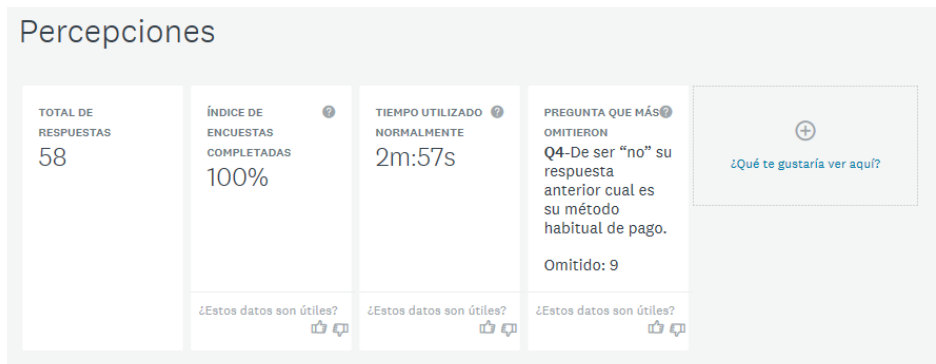 Percepciones
TOTAL DE
RESPUESTAS
58
ÍNDICE DE
ENCUESTAS
COMPLETADAS
100%
¿Estos datos son útiles?
TIEMPO UTILIZADO
NORMALMENTE
2m:57s
¿Estos datos son útiles?
PREGUNTA QUE MÁS
OMITIERON
Q4-De ser “no” su
respuesta
anterior cual es
su método
habitual de pago.
Omitido: 9
¿Estos datos son útiles?
¿Qué te gustaría ver aquí?